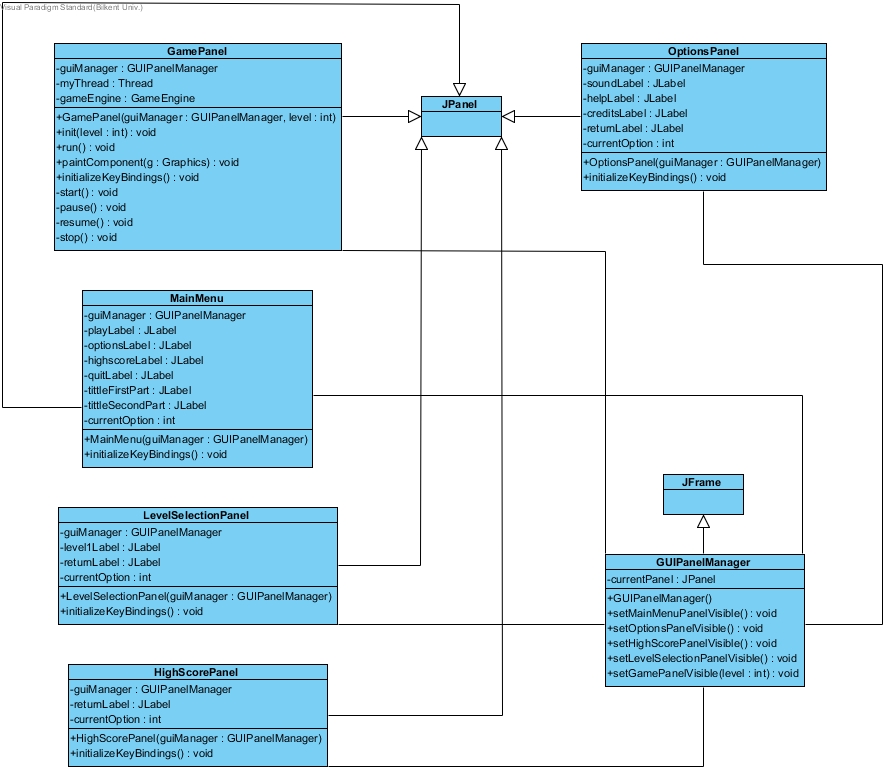 Visual Paradigm Standard(Bilkent Univ.)
GamePanel
-guiManager : GUIPanelManager
-myThread : Thread
-gameEngine : GameEngine
+GamePanel(guiManager : GUIPanelManager, level : int)
+init(level : int) : void
+run() : void
+paintComponent(g : Graphics) : void
+initializeKeyBindings() : void
-start() : void
-pause() : void
-resume() : void
-stop() : void
JPanel
OptionsPanel
-guiManager : GUIPanelManager
-soundLabel : JLabel
-helpLabel : JLabel
-creditsLabel : JLabel
-returnLabel : JLabel
-currentOption : int
+OptionsPanel(guiManager : GUIPanelManager)
+initializeKeyBindings() : void
MainMenu
-guiManager : GUIPanelManager
-playLabel : JLabel
-optionsLabel : JLabel
-highscoreLabel : JLabel
-quitLabel : JLabel
-tittleFirstPart : JLabel
-tittleSecondPart : JLabel
-currentOption : int
+MainMenu(guiManager : GUIPanelManager)
+initializeKeyBindings() : void
LevelSelectionPanel
-guiManager : GUIPanelManager
-level1Label : JLabel
-returnLabel : JLabel
-currentOption : int
+LevelSelectionPanel(guiManager : GUIPanelManager)
+initializeKeyBindings() : void
JFrame
GUIPanelManager
-currentPanel : JPanel
+GUIPanelManager()
+setMainMenuPanelVisible() : void
+setOptionsPanelVisible() : void
+setHighScorePanelVisible() : void
+setLevelSelectionPanelVisible() : void
+setGamePanelVisible(level : int) : void
HighScorePanel
-guiManager : GUIPanelManager
-returnLabel : JLabel
-currentOption : int
+HighScorePanel(guiManager : GUIPanelManager)
+initializeKeyBindings() : void